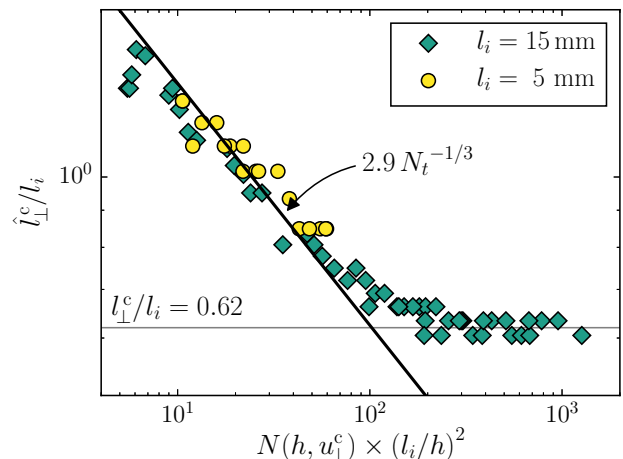 l_i = 15 mm
l_i = 5 mm
2.9 N_t^{-1/3}
10^0
\hat{l}_⊥^c/l_i
l_⊥^c/l_i = 0.62
10^1 10^2 10^3
N(h, u_⊥^c) × (l_i/h)^2